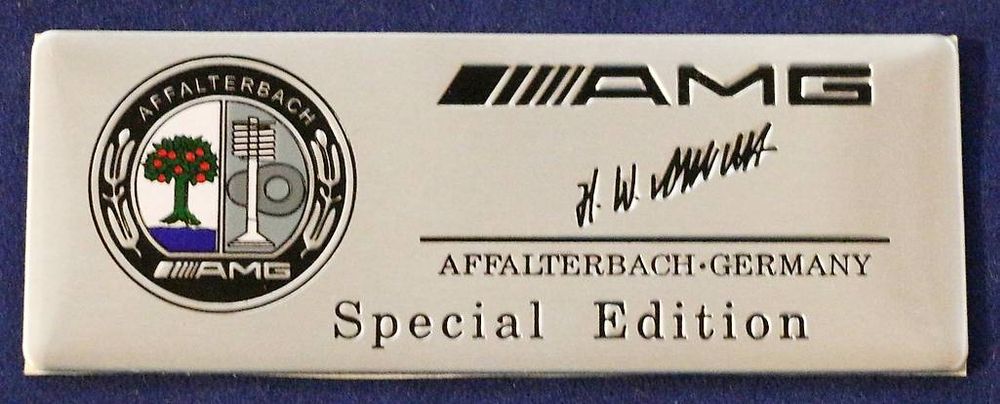 AFFALTERBACH
AMG
AMG
H. W.
AFFALTERBACH·GERMANY
Special Edition